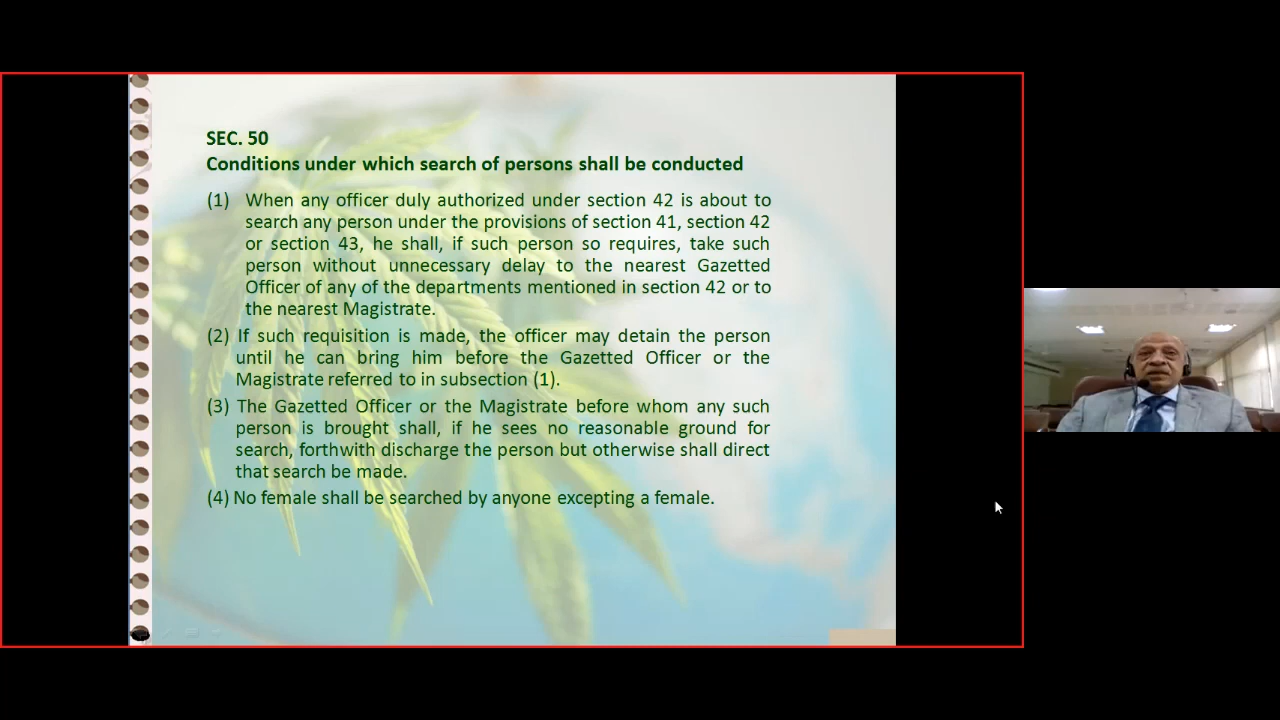 SEC. 50
Conditions under which search of persons shall be conducted
(1) When any officer duly authorized under section 42 is about to
search any person under the provisions of section 41, section 42
or section 43, he shall, if such person so requires, take such
person without unnecessary delay to the nearest Gazetted
Officer of any of the departments mentioned in section 42 or to
the nearest Magistrate.
(2) If such requisition is made, the officer may detain the person
until he can bring him before the Gazetted Officer or the
Magistrate referred to in subsection (1).
(3) The Gazetted Officer or the Magistrate before whom any such
person is brought shall, if he sees no reasonable ground for
search, forthwith discharge the person but otherwise shall direct
that search be made.
(4) No female shall be searched by anyone excepting a female.